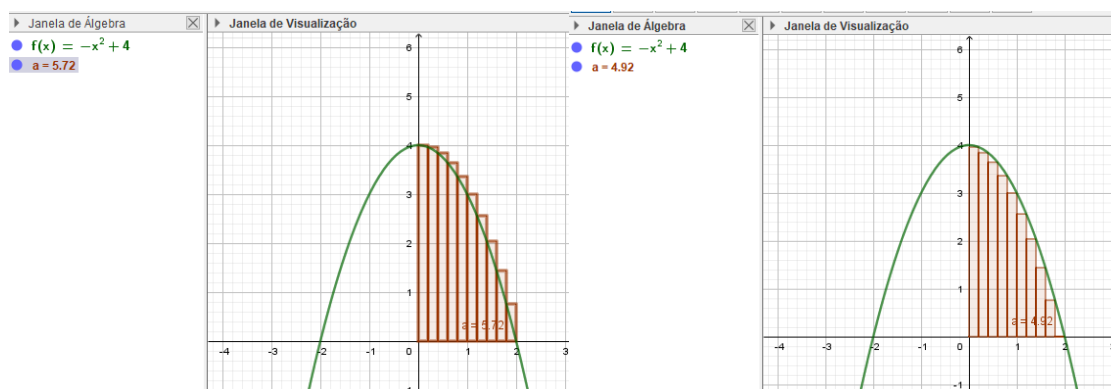 Janela de Álgebra
f(x) = −x² + 4
a = 5.72
Janela de Visualização
6
5
4
3
2
1
a = 5.72
-4 -2 -1 0 1 2 3
Janela de Álgebra
f(x) = −x² + 4
a = 4.92
Janela de Visualização
6
5
4
3
2
1
a = 4.92
-4 -3 -2 -1 0 1 2
-1